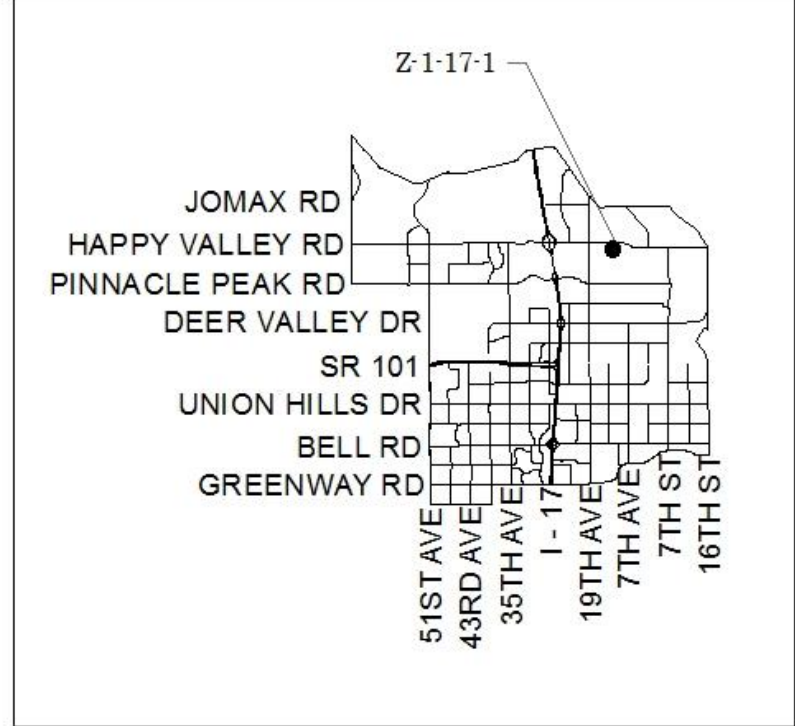 Z-1-17-1
JOMAX RD
HAPPY VALLEY RD
PINNACLE PEAK RD
DEER VALLEY DR
SR 101
UNION HILLS DR
BELL RD
GREENWAY RD
51ST AVE
43RD AVE
35TH AVE
I - 17
19TH AVE
7TH AVE
7TH ST
16TH ST